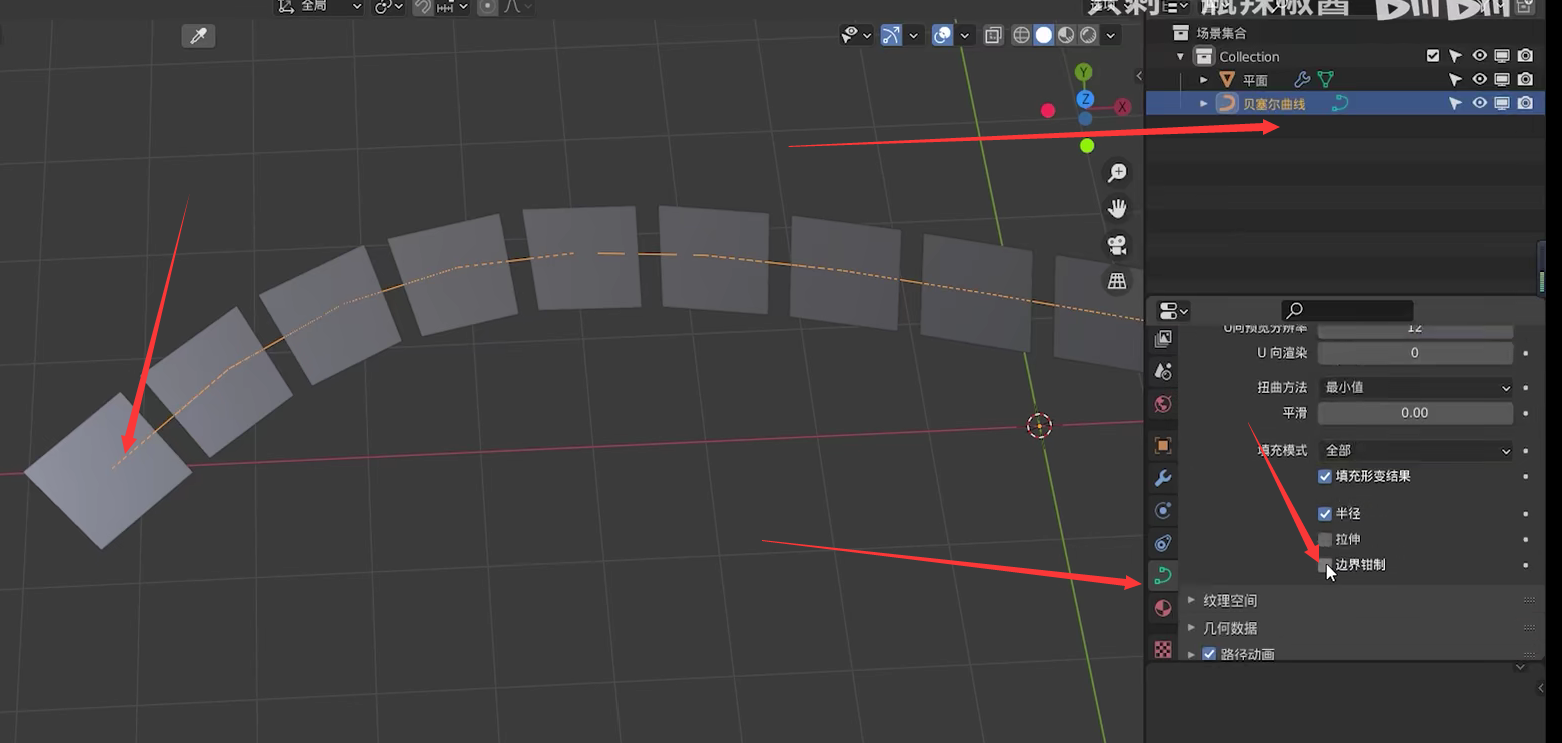 全局
场景集合
Collection
平面
贝塞尔曲线
Y
Z
X
U向预览分辨率
12
U 向渲染
0
扭曲方法
最小值
平滑
0.00
填充模式
全部
填充形变结果
半径
拉伸
边界钳制
纹理空间
几何数据
路径动画